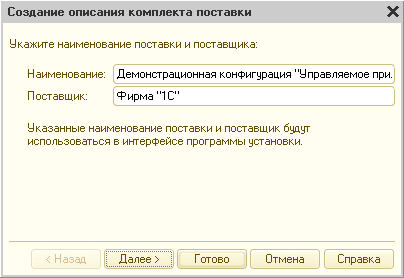 Создание описания комплекта поставки
Укажите наименование поставки и поставщика:
Наименование: Демонстрационная конфигурация "Управляемое при.
Поставщик: Фирма "1С"
Указанные наименование поставки и поставщик будут
использоваться в интерфейсе программы установки.
< Назад Далее > Готово Отмена Справка